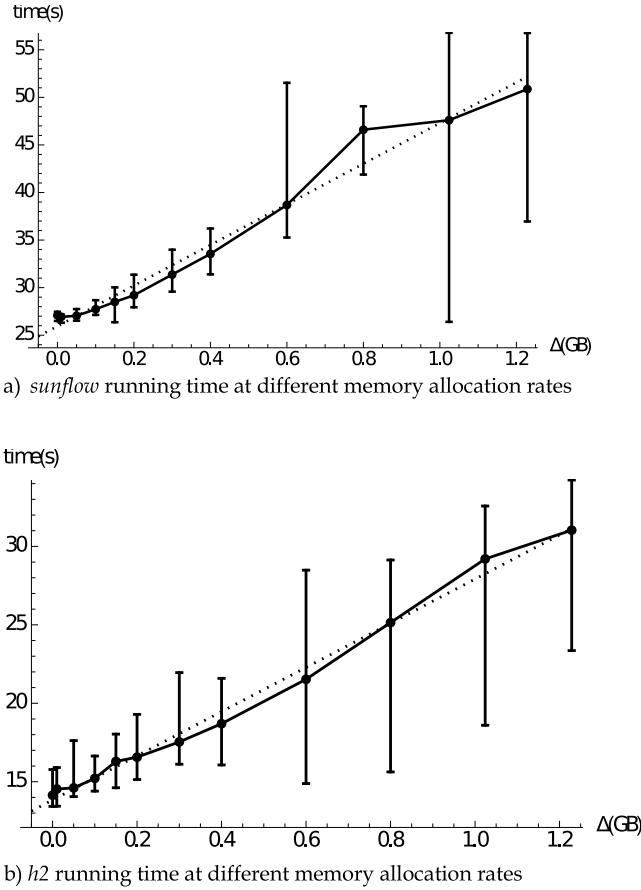 time(s)
55
50
45
40
35
30
25
0.0 0.2 0.4 0.6 0.8 1.0 1.2 Δ(GB)
a) sunflow running time at different memory allocation rates
time(s)
30
25
20
15
0.0 0.2 0.4 0.6 0.8 1.0 1.2 Δ(GB)
b) h2 running time at different memory allocation rates